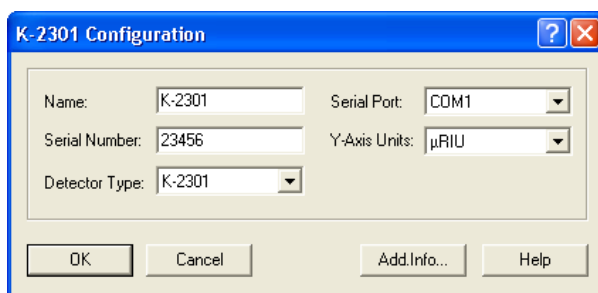 K-2301 Configuration
Name: K-2301 Serial Port: COM1
Serial Number: 23456 Y-Axis Units: µRIU
Detector Type: K-2301
OK Cancel Add.Info... Help